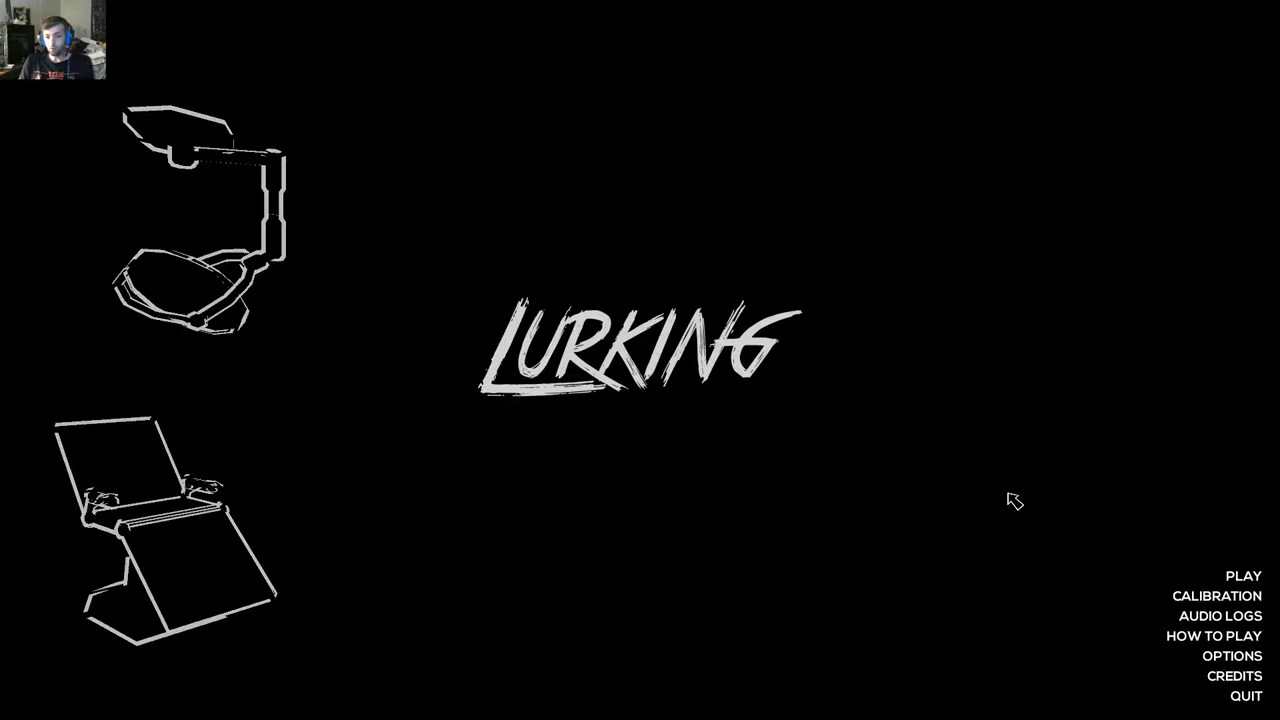 LURKING
PLAY
CALIBRATION
AUDIO LOGS
HOW TO PLAY
OPTIONS
CREDITS
QUIT